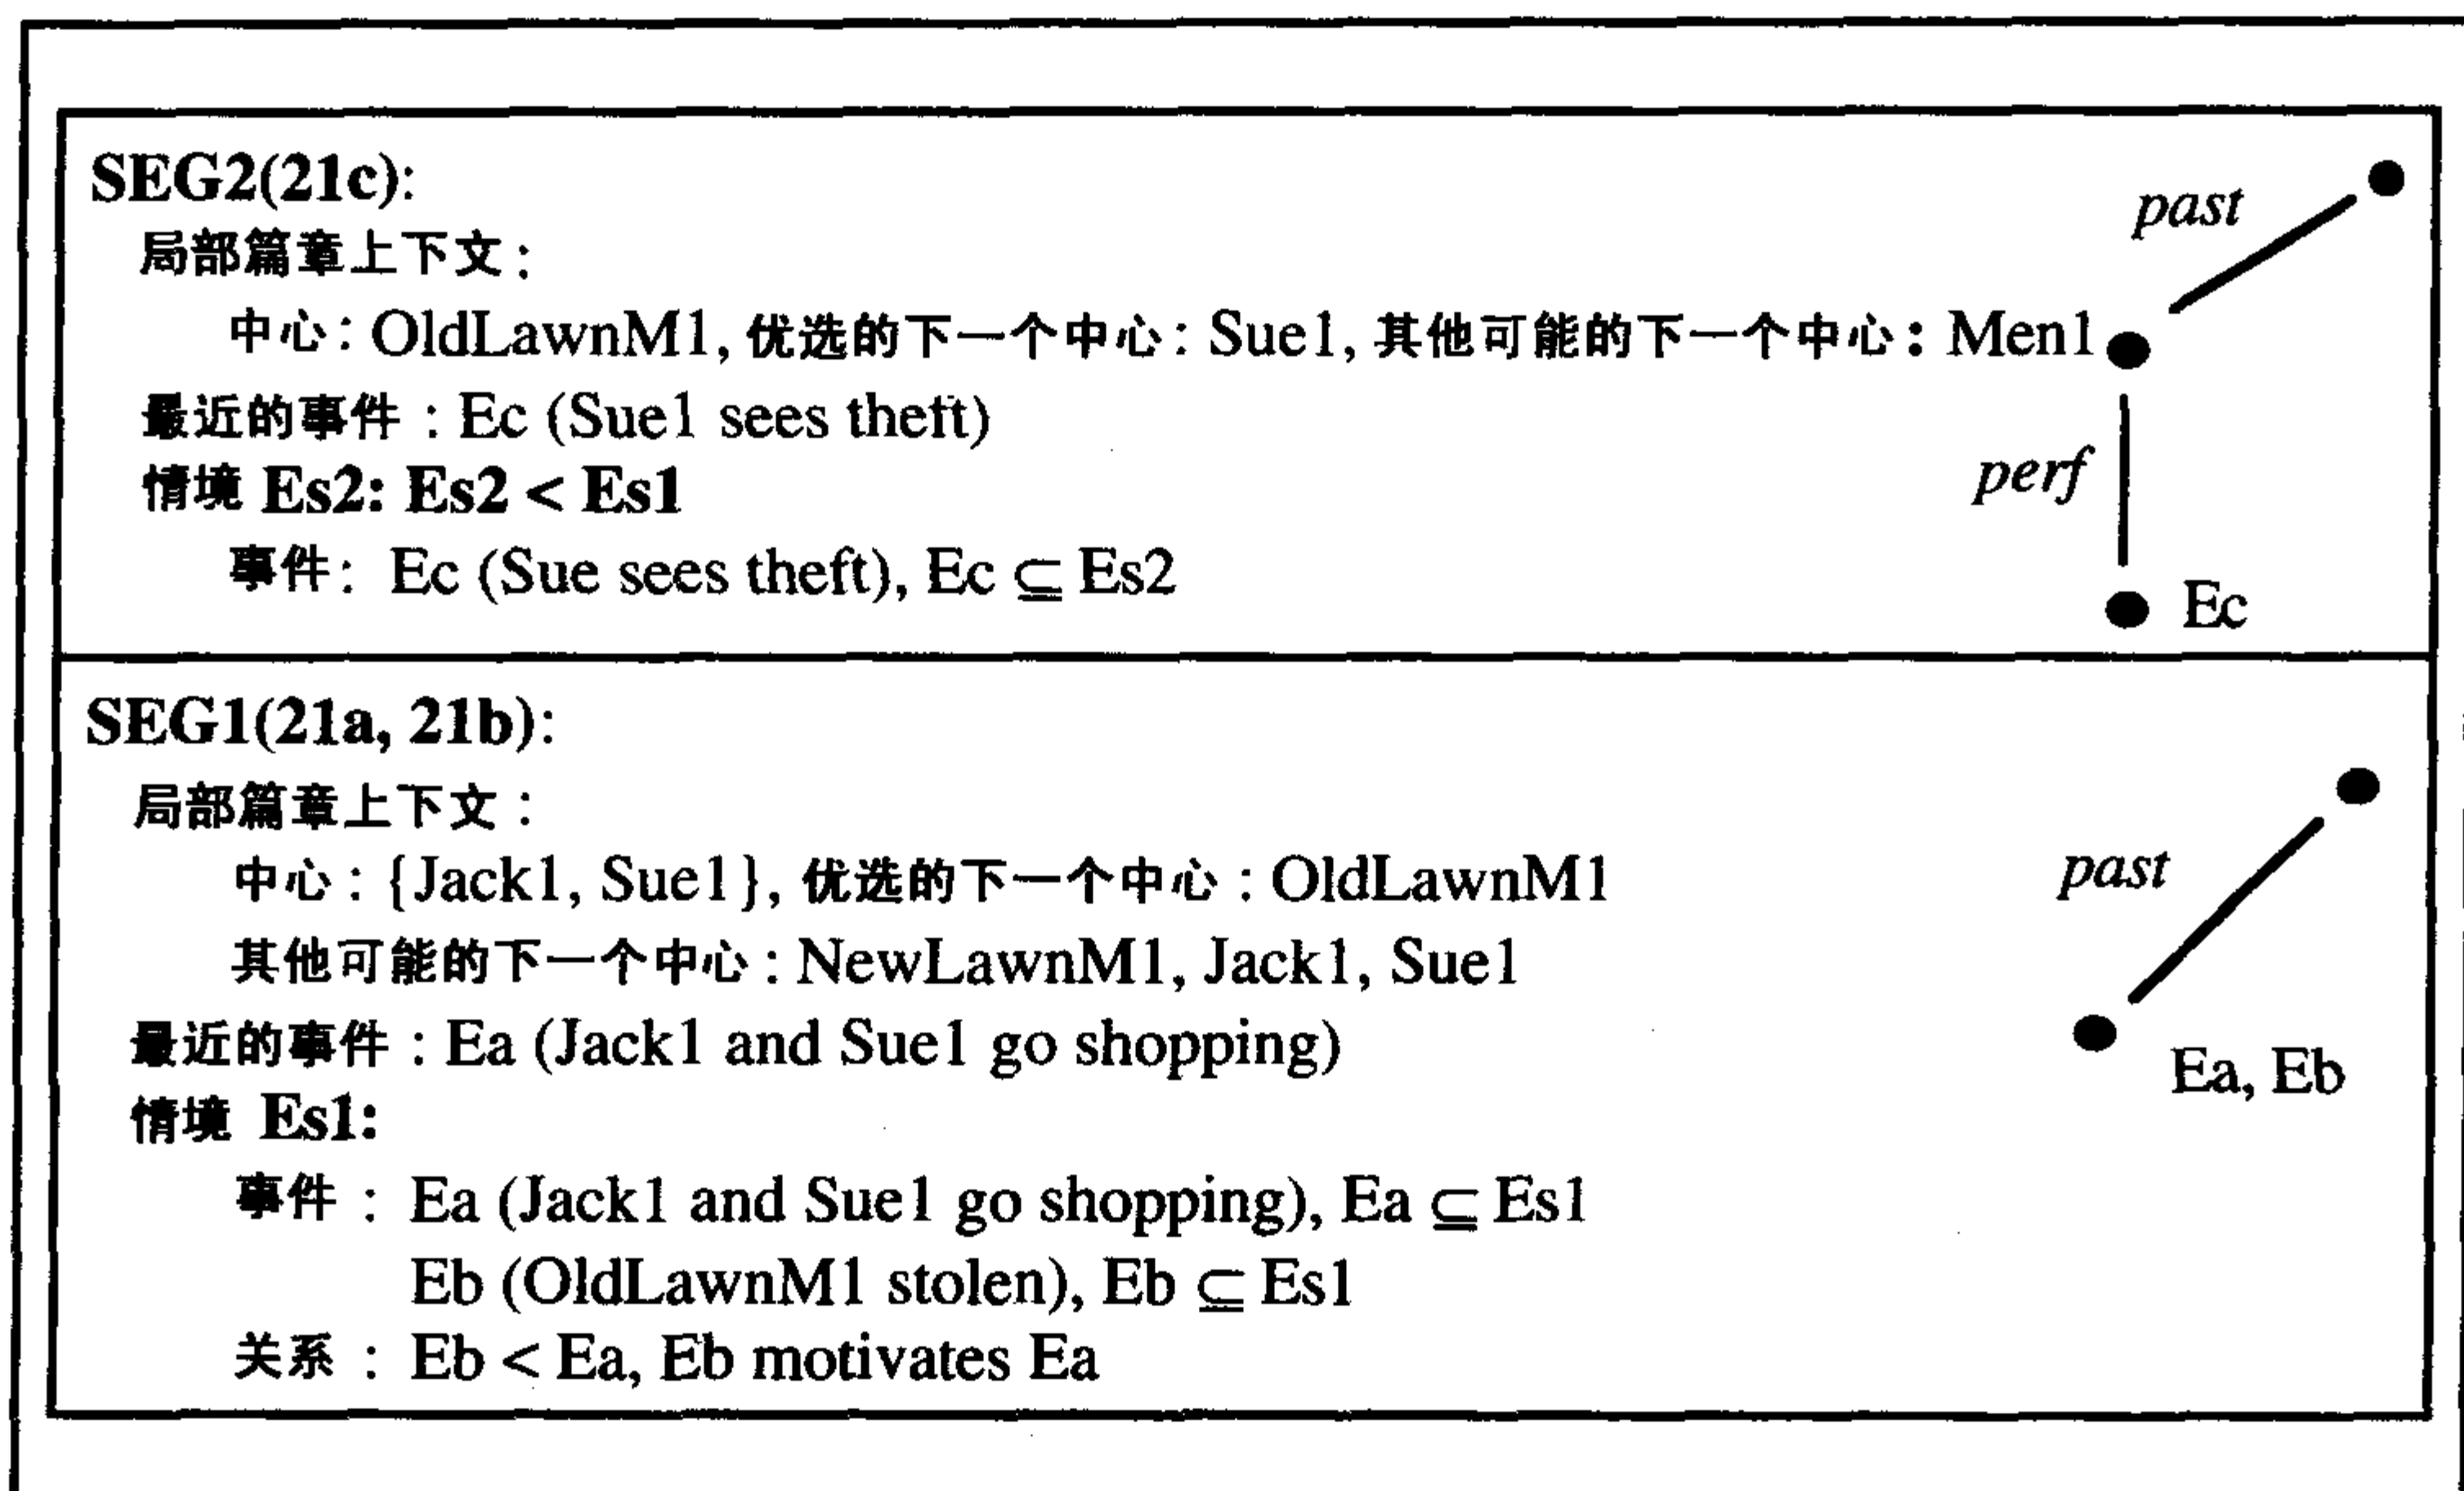 SEG2(21c):
past
局部篇章上下文:
中心: OldLawnM1, 优选的下一个中心: Sue1, 其他可能的下一个中心: Men1
最近的事件: Ec (Sue1 sees theft)
perf
情境 Es2: Es2 < Es1
事件: Ec (Sue sees theft), Ec ⊆ Es2
Ec
SEG1(21a, 21b):
局部篇章上下文:
past
中心: {Jack1, Sue1}, 优选的下一个中心: OldLawnM1
其他可能的下一个中心: NewLawnM1, Jack1, Sue1
最近的事件: Ea (Jack1 and Sue1 go shopping)
Ea, Eb
情境 Es1:
事件: Ea (Jack1 and Sue1 go shopping), Ea ⊆ Es1
Eb (OldLawnM1 stolen), Eb ⊆ Es1
关系: Eb < Ea, Eb motivates Ea